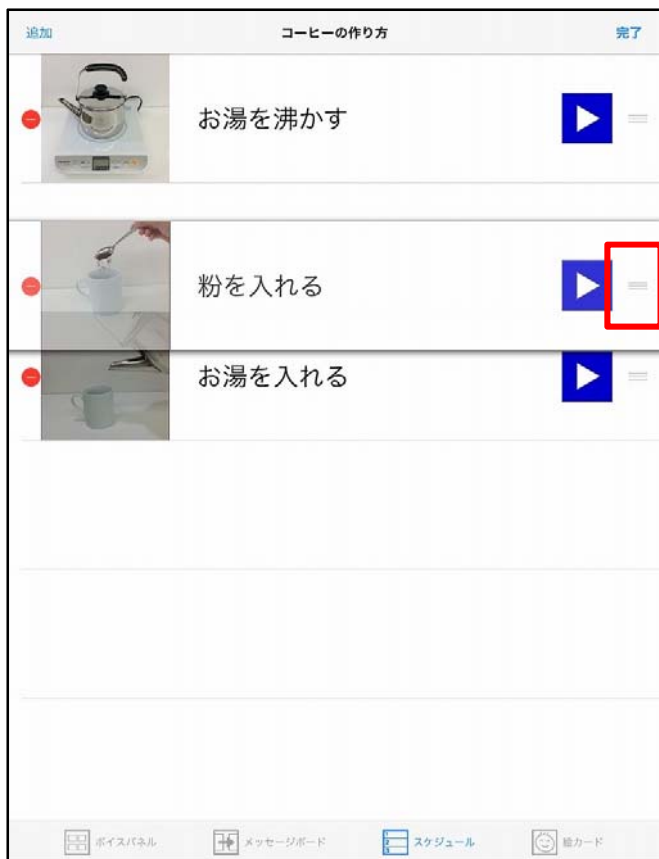 追加
コーヒーの作り方
完了
お湯を沸かす
粉を入れる
お湯を入れる
ボイスパネル
メッセージボード
スケジュール
絵カード